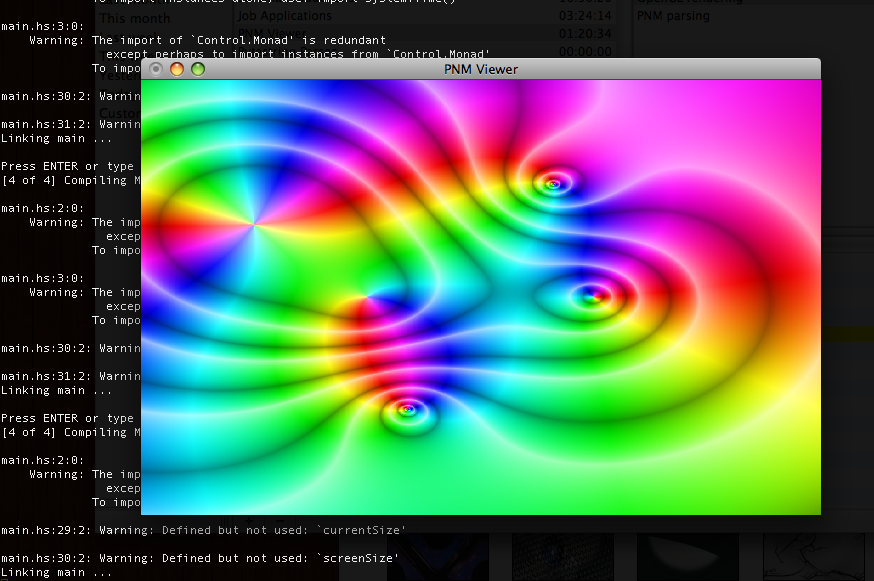 to import instances alone, use: import System.Time()
This month
Job Applications 03:24:14
PNM parsing
PNM Viewer 01:20:34
00:00:00
main.hs:3:0:
Warning: The import of `Control.Monad' is redundant
except perhaps to import instances from `Control.Monad'
To impo
PNM Viewer
main.hs:30:2: Warnin
main.hs:31:2: Warnin
Linking main ...
Press ENTER or type
[4 of 4] Compiling M
main.hs:2:0:
Warning: The imp
excep
To impo
main.hs:3:0:
Warning: The imp
excep
To impo
main.hs:30:2: Warnin
main.hs:31:2: Warnin
Linking main ...
Press ENTER or type
[4 of 4] Compiling M
main.hs:2:0:
Warning: The imp
excep
To impo
main.hs:29:2: Warning: Defined but not used: `currentSize'
main.hs:30:2: Warning: Defined but not used: `screenSize'
Linking main ...